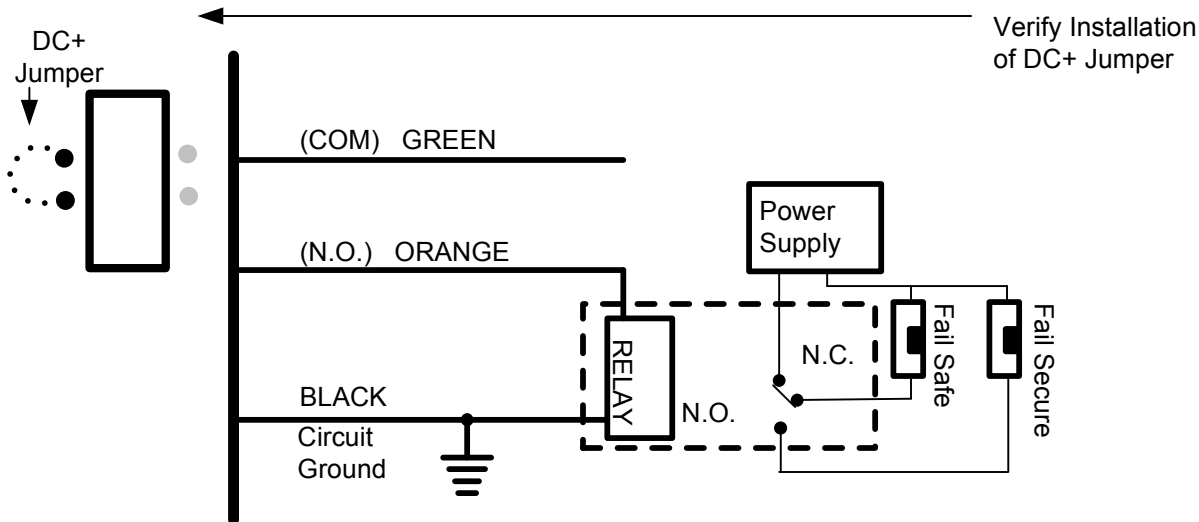 Verify Installation
of DC+ Jumper
DC+
Jumper
(COM) GREEN
Power
Supply
(N.O.) ORANGE
RELAY
N.C.
Fail Safe
Fail Secure
N.O.
BLACK
Circuit
Ground